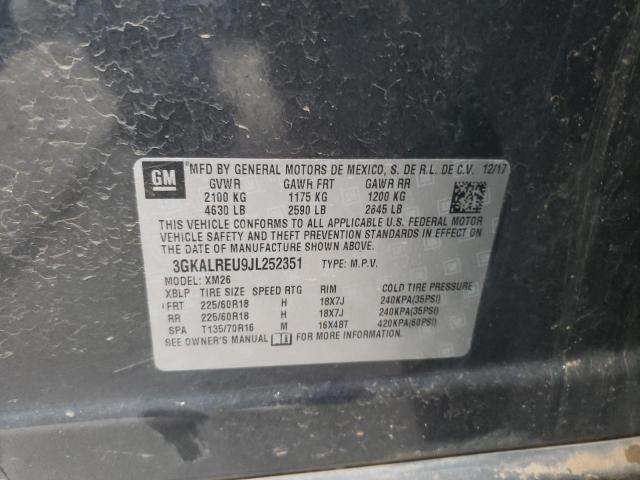 GM
*MFD BY GENERAL MOTORS DE MEXICO, S. DE R.L. DE C.V. 12/17
GVWR GAWR FRT GAWR RR
2100 KG 1175 KG 1200 KG
4630 LB 2590 LB 2645 LB
THIS VEHICLE CONFORMS TO ALL APPLICABLE U.S. FEDERAL MOTOR
VEHICLE SAFETY AND THEFT PREVENTION STANDARDS IN EFFECT ON
THE DATE OF MANUFACTURE SHOWN ABOVE.
3GKALREU9JL252351 TYPE: M.P.V.
MODEL: XM26
XBLP TIRE SIZE SPEED RTG RIM COLD TIRE PRESSURE
FRT 225/60R18 H 18X7J 240KPA(35PSI)
RR 225/60R18 H 18X7J 240KPA(35PSI)
SPA T135/70R16 M 16X4BT 420KPA(60PSI)
SEE OWNER'S MANUAL FOR MORE INFORMATION.